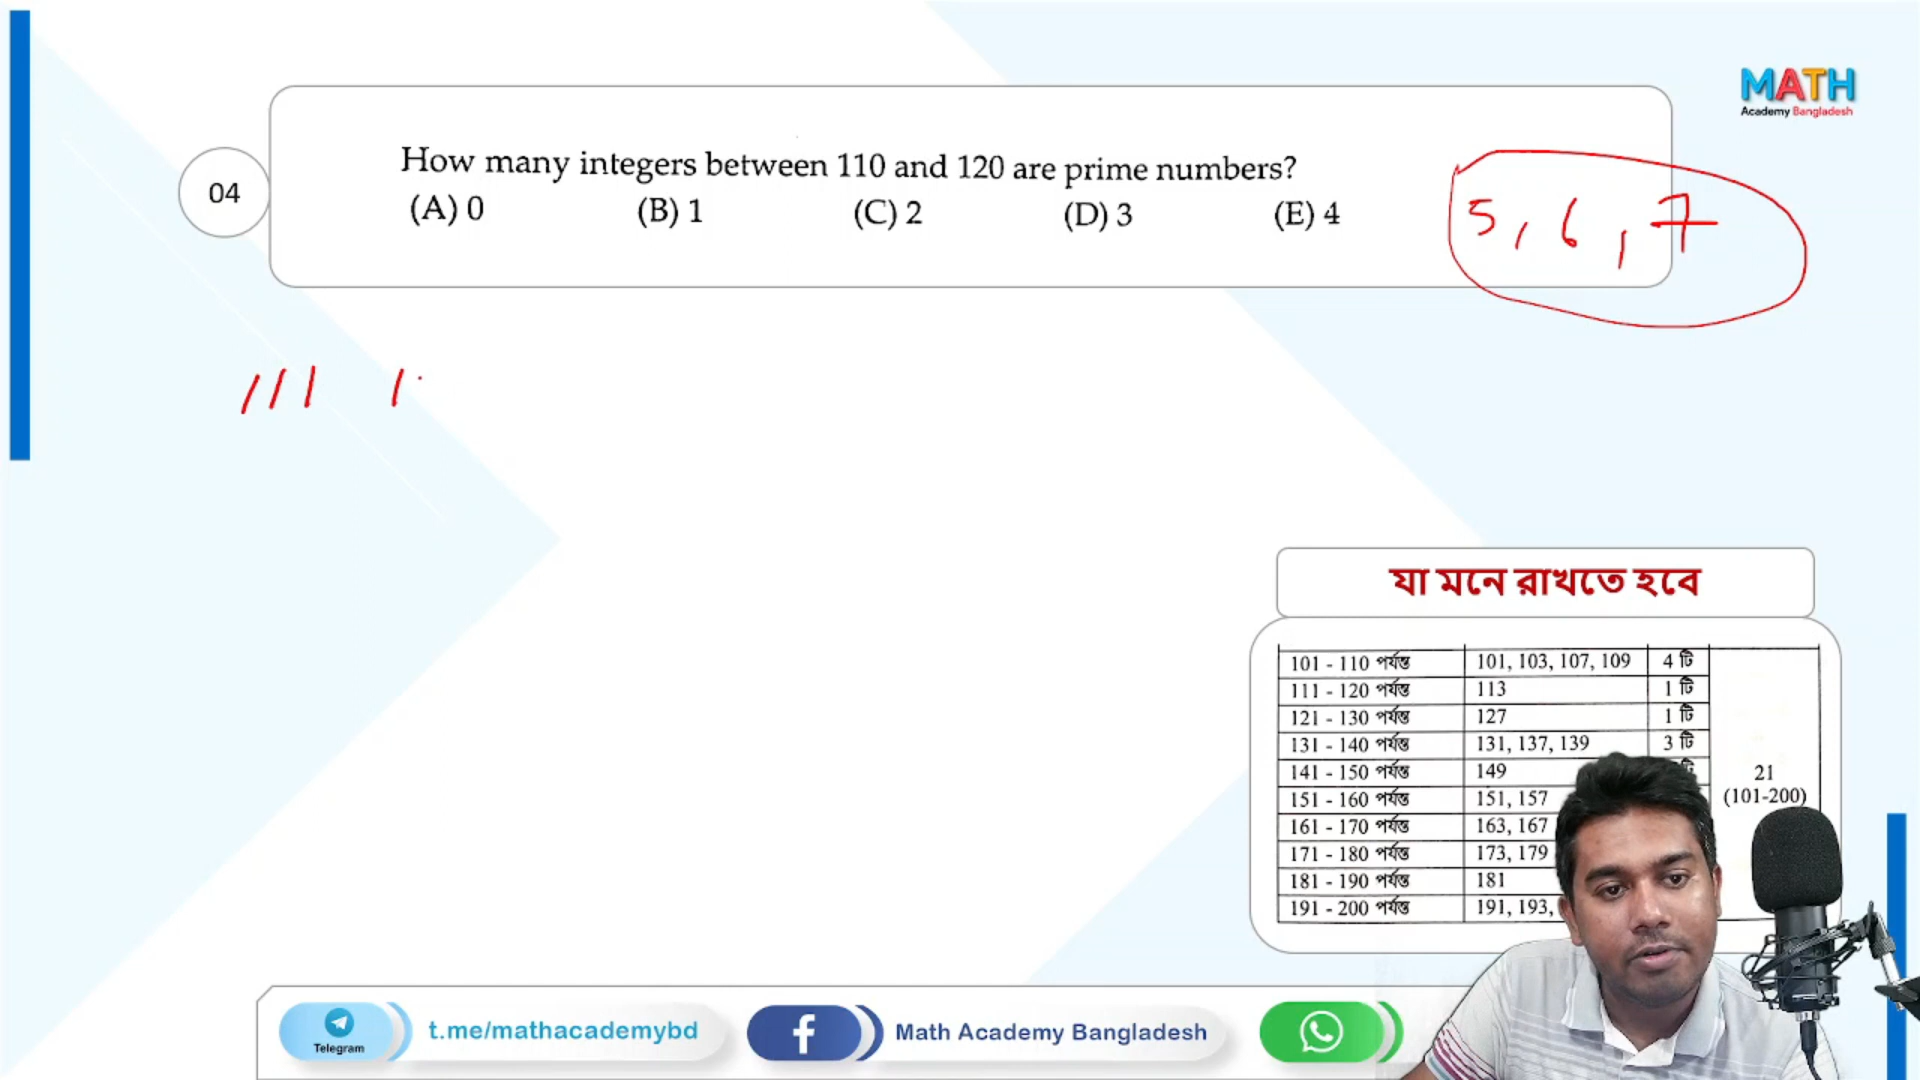 MATH
Academy Bangladesh
04
How many integers between 110 and 120 are prime numbers?
(A) 0 (B) 1 (C) 2 (D) 3 (E) 4
5, 6, 7
111 1
যা মনে রাখতে হবে
101 - 110 পর্যন্ত 101, 103, 107, 109 4 টি
111 - 120 পর্যন্ত 113 1 টি
121 - 130 পর্যন্ত 127 1 টি
131 - 140 পর্যন্ত 131, 137, 139 3 টি
141 - 150 পর্যন্ত 149 টি
151 - 160 পর্যন্ত 151, 157
161 - 170 পর্যন্ত 163, 167
171 - 180 পর্যন্ত 173, 179
181 - 190 পর্যন্ত 181
191 - 200 পর্যন্ত 191, 193,
21
(101-200)
Telegram
t.me/mathacademybd
Math Academy Bangladesh